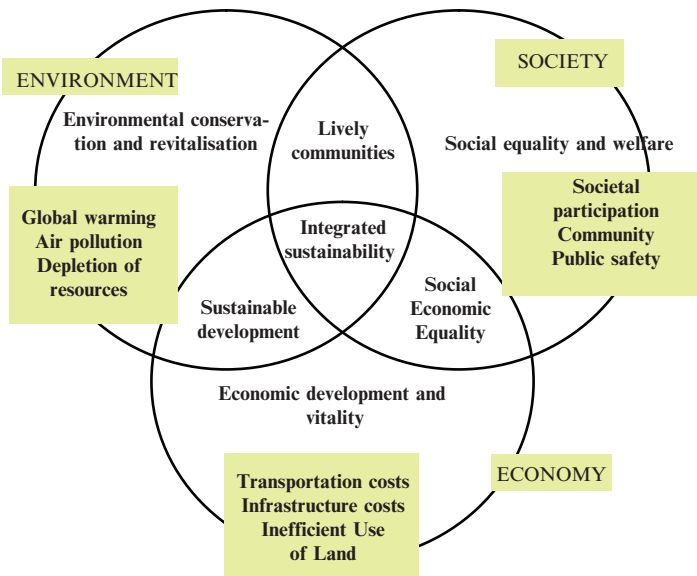 ENVIRONMENT
SOCIETY
Environmental conserva-
tion and revitalisation
Lively
communities
Social equality and welfare
Global warming
Air pollution
Depletion of
resources
Societal
participation
Community
Public safety
Integrated
sustainability
Sustainable
development
Social
Economic
Equality
Economic development and
vitality
Transportation costs
Infrastructure costs
Inefficient Use
of Land
ECONOMY